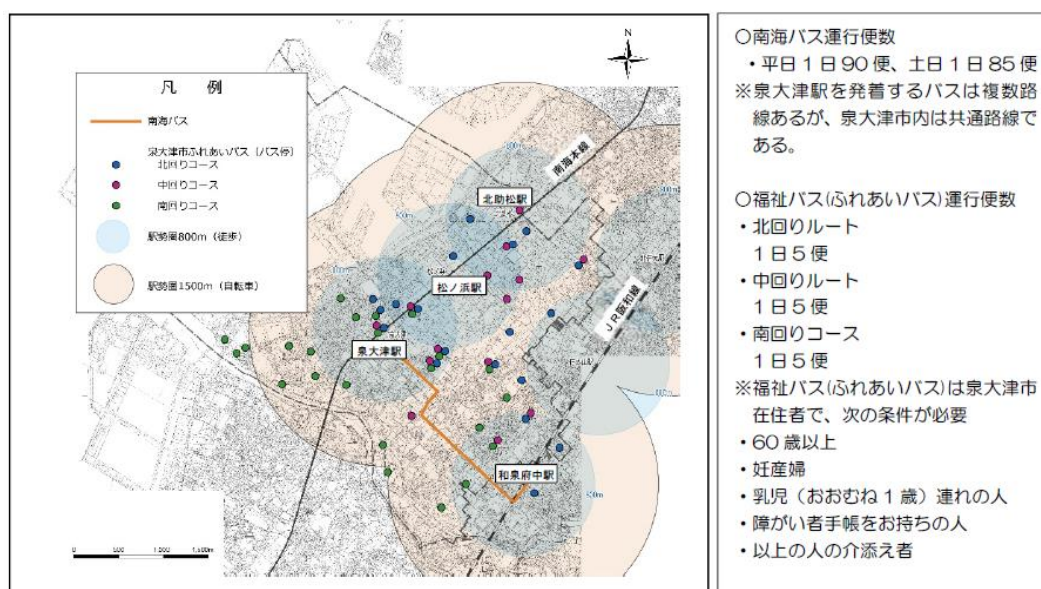 N
凡 例
南海バス
泉大津市ふれあいバス（バス停）
北回りコース
中回りコース
南回りコース
駅勢圏800m（徒歩）
駅勢圏1500m（自転車）
南海本線
北助松駅
松ノ浜駅
泉大津駅
JR阪和線
和泉府中駅
800m
0 500 1,000 1,500m
○南海バス運行便数
・平日1日90便、土日1日85便
※泉大津駅を発着するバスは複数路
線あるが、泉大津市内は共通路線で
ある。
○福祉バス(ふれあいバス)運行便数
・北回りルート
1日5便
・中回りルート
1日5便
・南回りコース
1日5便
※福祉バス(ふれあいバス)は泉大津市
在住者で、次の条件が必要
・60歳以上
・妊産婦
・乳児（おおむね1歳）連れの人
・障がい者手帳をお持ちの人
・以上の人の介添え者